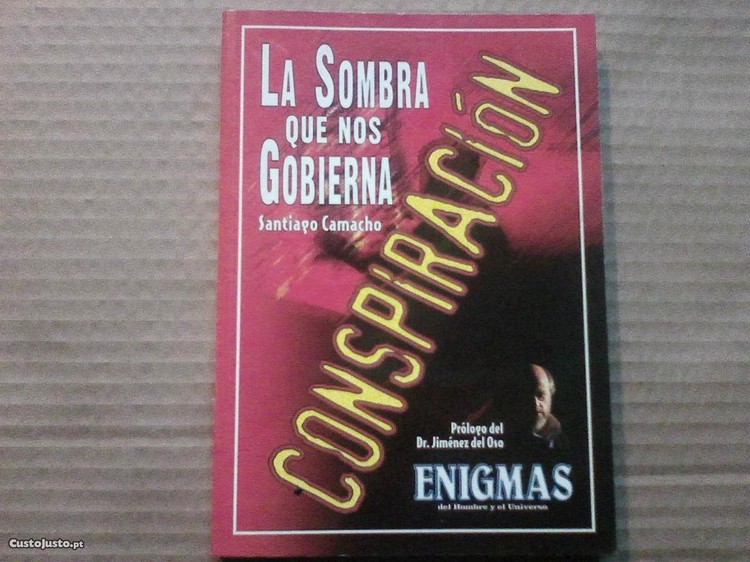 LA SOMBRA
QUE NOS
GOBIERNA
Santiago Camacho
CONSPIRACIÓN
Prólogo del
Dr. Jiménez del Oso
ENIGMAS
del Hombre y el Universo
CustoJusto.pt